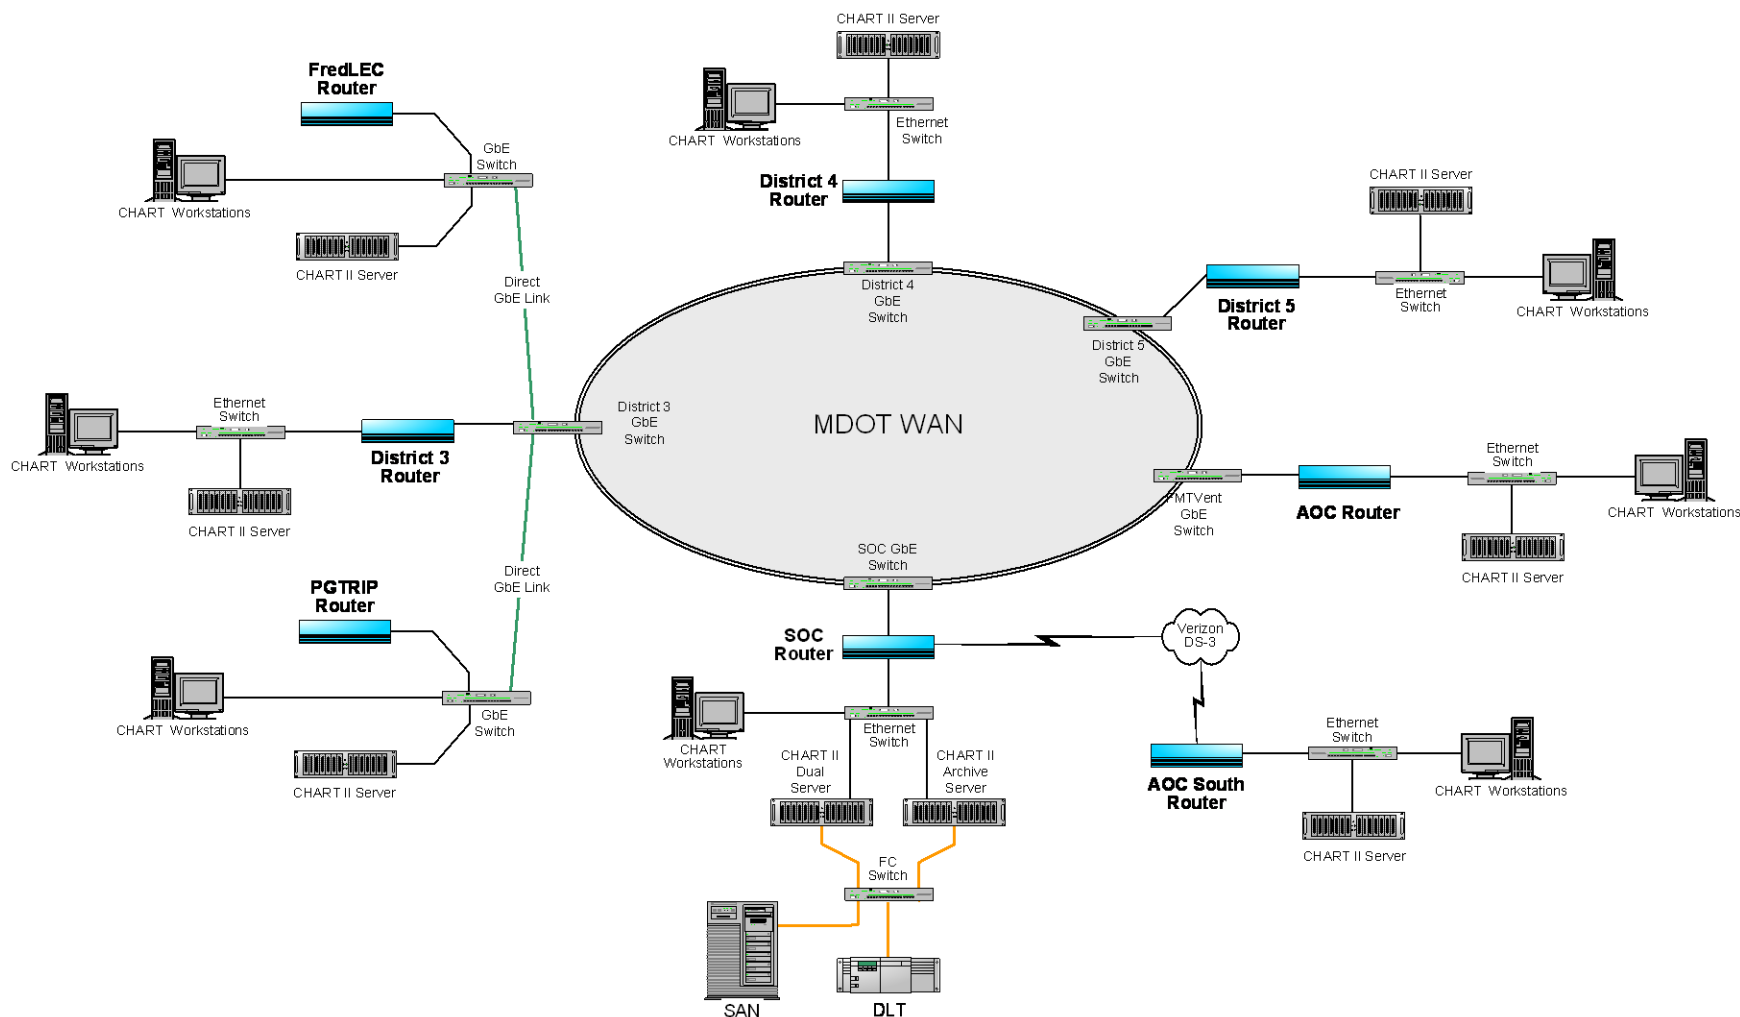 CHART II Server
FredLEC
Router
CHART Workstations
Ethernet
Switch
GbE
Switch
CHART Workstations
District 4
Router
CHART II Server
CHART II Server
Direct
GbE Link
District 4
GbE
Switch
District 5
Router
Ethernet
Switch
CHART Workstations
District 5
GbE
Switch
Ethernet
Switch
District 3
GbE
Switch
MDOT WAN
District 3
Router
CHART Workstations
CHART II Server
Ethernet
Switch
FMTVent
GbE
Switch
AOC Router
CHART Workstations
CHART II Server
SOC GbE
Switch
Direct
GbE Link
PGTRIP
Router
SOC
Router
Verizon
DS-3
CHART Workstations
GbE
Switch
CHART II Server
CHART
Workstations
Ethernet
Switch
CHART II
Dual
Server
CHART II
Archive
Server
Ethernet
Switch
AOC South
Router
CHART Workstations
CHART II Server
FC
Switch
SAN
DLT